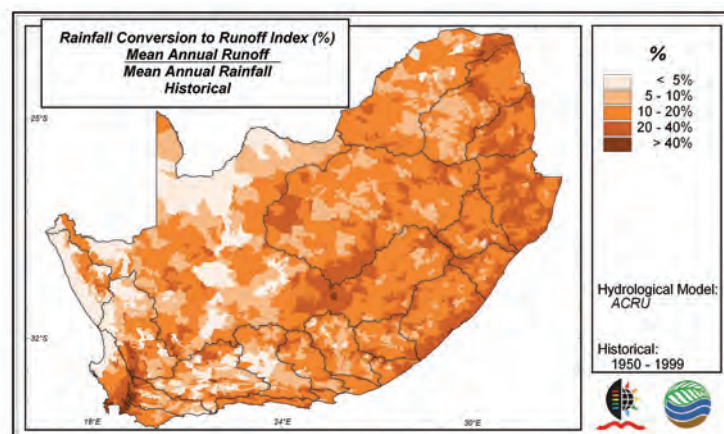 Rainfall Conversion to Runoff Index (%)
Mean Annual Runoff
Mean Annual Rainfall
Historical
%
< 5%
5 - 10%
10 - 20%
20 - 40%
> 40%
Hydrological Model:
ACRU
Historical:
1950 - 1999
25°S
32°S
18°E
24°E
30°E